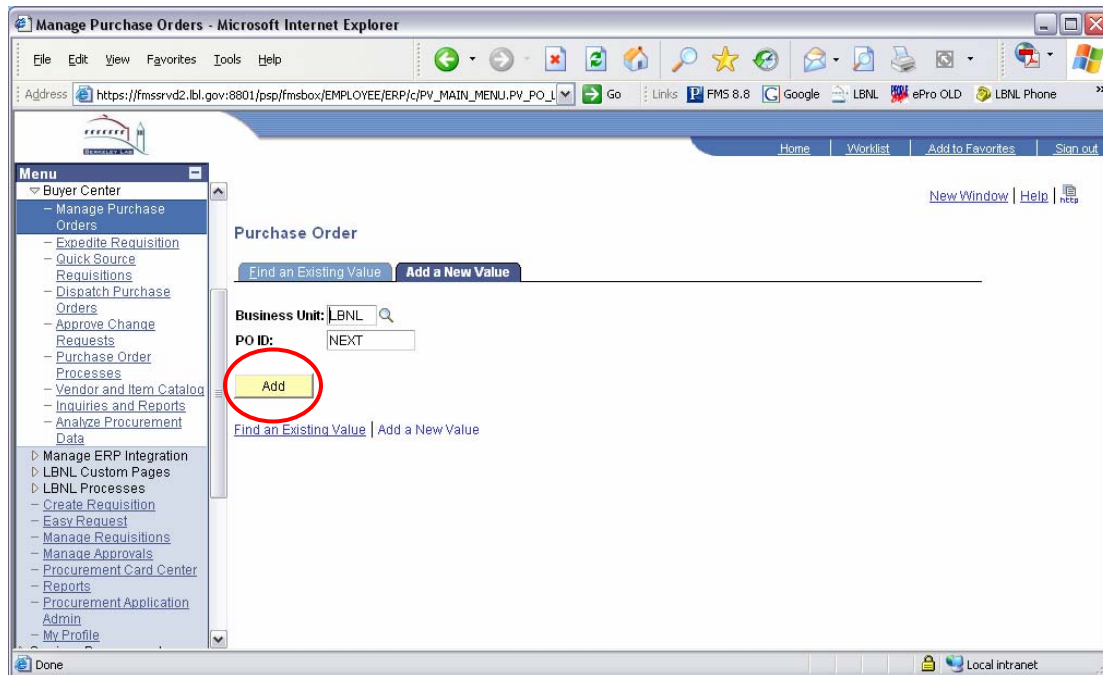 Manage Purchase Orders - Microsoft Internet Explorer
File Edit View Favorites Tools Help
Address https://fmssrvd2.lbl.gov:8801/psp/fmsbox/EMPLOYEE/ERP/c/PV_MAIN_MENU.PV_PO_L Go Links FMS 8.8 Google LBNL ePro OLD LBNL Phone »
BERKELEY LAB
Home Worklist Add to Favorites Sign out
Menu
Buyer Center
– Manage Purchase
Orders
– Expedite Requisition
– Quick Source
Requisitions
– Dispatch Purchase
Orders
– Approve Change
Requests
– Purchase Order
Processes
– Vendor and Item Catalog
– Inquiries and Reports
– Analyze Procurement
Data
Manage ERP Integration
LBNL Custom Pages
LBNL Processes
– Create Requisition
– Easy Request
– Manage Requisitions
– Manage Approvals
– Procurement Card Center
– Reports
– Procurement Application
Admin
– My Profile
New Window | Help | http
Purchase Order
Find an Existing Value Add a New Value
Business Unit: LBNL
PO ID: NEXT
Add
Find an Existing Value | Add a New Value
Done Local intranet